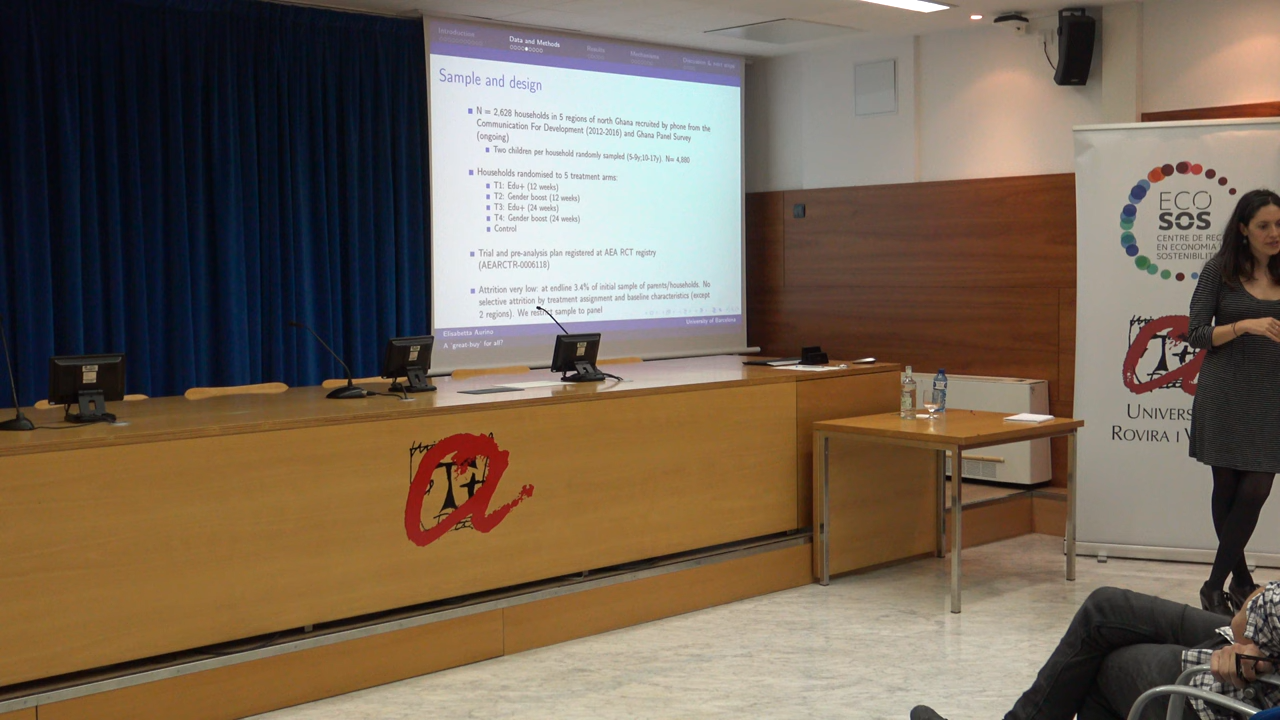 Introduction
Data and Methods
Results
Mechanisms
Discussion & next steps
Sample and design
N = 2,628 households in 5 regions of north Ghana recruited by phone from the
Communication For Development (2012-2016) and Ghana Panel Survey
(ongoing)
Two children per household randomly sampled (5-9y;10-17y). N= 4,880
Households randomised to 5 treatment arms:
T1: Edu+ (12 weeks)
T2: Gender boost (12 weeks)
T3: Edu+ (24 weeks)
T4: Gender boost (24 weeks)
Control
Trial and pre-analysis plan registered at AEA RCT registry
(AEARCTR-0006118)
Attrition very low: at endline 3.4% of initial sample of parents/households. No
selective attrition by treatment assignment and baseline characteristics (except
2 regions). We restrict sample to panel
Elisabetta Aurino
University of Barcelona
A 'great-buy' for all?
ECO
SOS
CENTRE DE REC
EN ECONOMIA I
SOSTENIBILIT
UNIVERS
ROVIRA I V